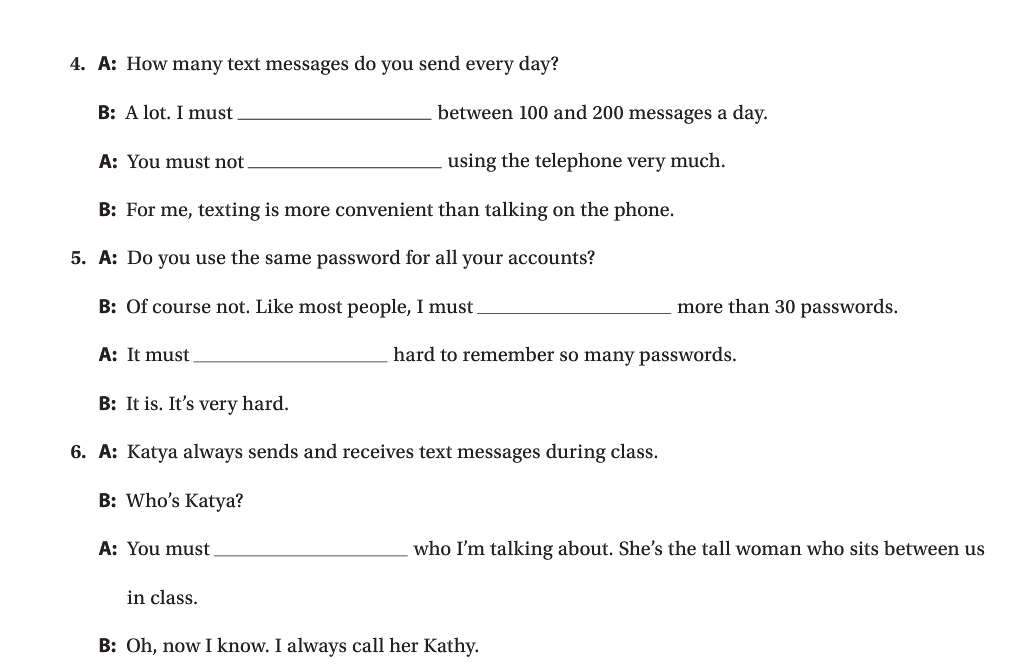 4. A: How many text messages do you send every day?
B: A lot. I must ____________________ between 100 and 200 messages a day.
A: You must not ____________________ using the telephone very much.
B: For me, texting is more convenient than talking on the phone.
5. A: Do you use the same password for all your accounts?
B: Of course not. Like most people, I must ____________________ more than 30 passwords.
A: It must ____________________ hard to remember so many passwords.
B: It is. It’s very hard.
6. A: Katya always sends and receives text messages during class.
B: Who’s Katya?
A: You must ____________________ who I’m talking about. She’s the tall woman who sits between us
in class.
B: Oh, now I know. I always call her Kathy.